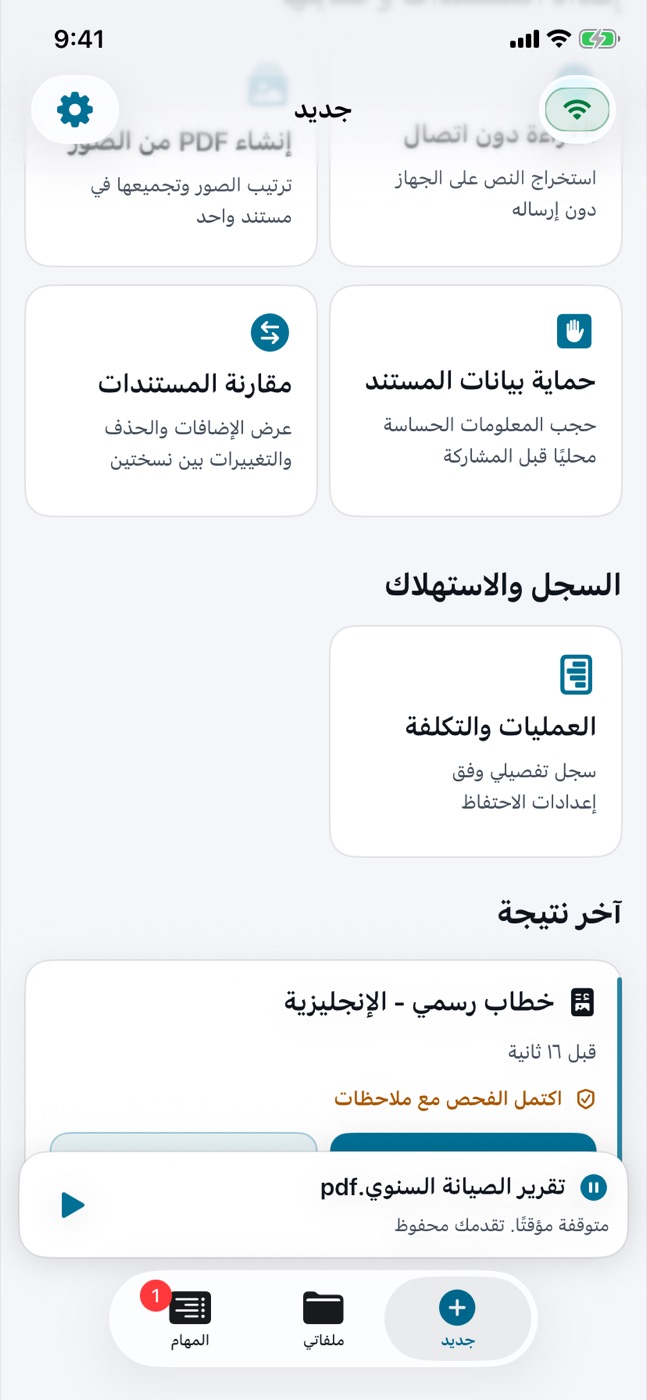 9:41
جديد
إنشاء PDF من الصور
ترتيب الصور وتجميعها في
مستند واحد
دون اتصال
استخراج النص على الجهاز
دون إرساله
حماية بيانات المستند
حجب المعلومات الحساسة
محليًا قبل المشاركة
مقارنة المستندات
عرض الإضافات والحذف
والتغييرات بين نسختين
السجل والاستهلاك
العمليات والتكلفة
سجل تفصيلي وفق
إعدادات الاحتفاظ
آخر نتيجة
خطاب رسمي - الإنجليزية
قبل ١٦ ثانية
اكتمل الفحص مع ملاحظات
تقرير الصيانة السنوي.pdf
متوقفة مؤقتًا. تقدمك محفوظ
جديد
ملفاتي
المهام
1